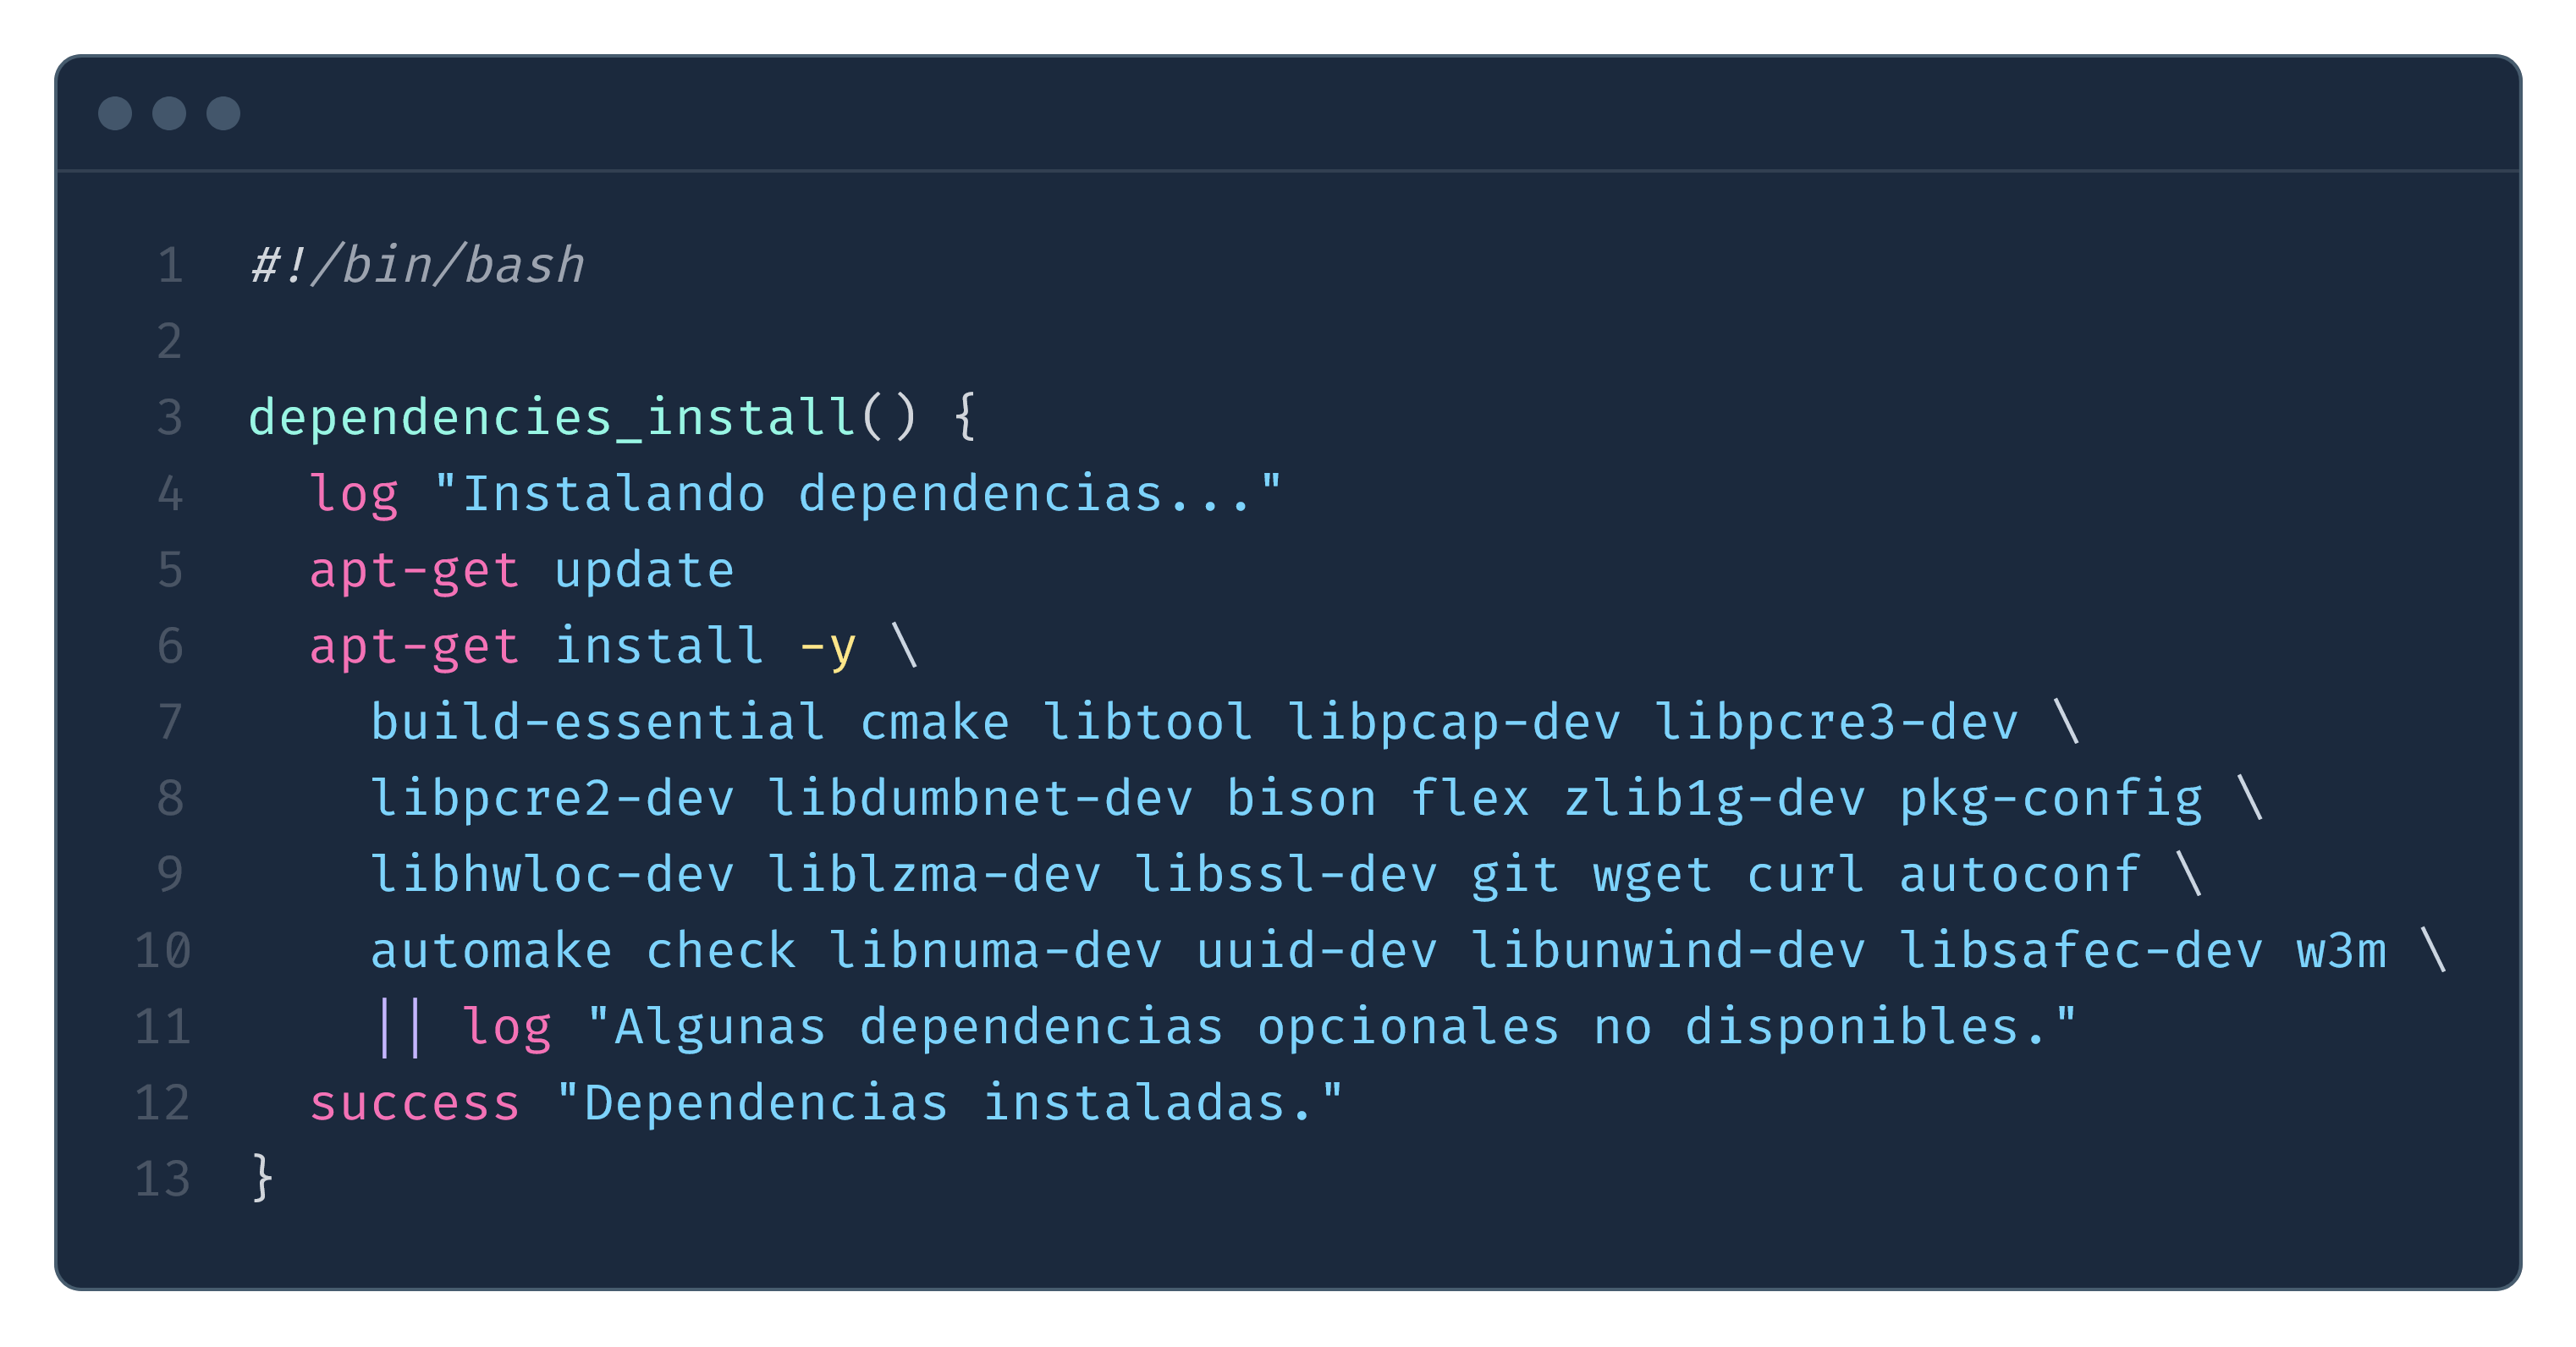 1 #!/bin/bash
2
3 dependencies_install() {
4   log "Instalando dependencias..."
5   apt-get update
6   apt-get install -y \
7     build-essential cmake libtool libpcap-dev libpcre3-dev \
8     libpcre2-dev libdumbnet-dev bison flex zlib1g-dev pkg-config \
9     libhwloc-dev liblzma-dev libssl-dev git wget curl autoconf \
10     automake check libnuma-dev uuid-dev libunwind-dev libsafec-dev w3m \
11     || log "Algunas dependencias opcionales no disponibles."
12   success "Dependencias instaladas."
13 }